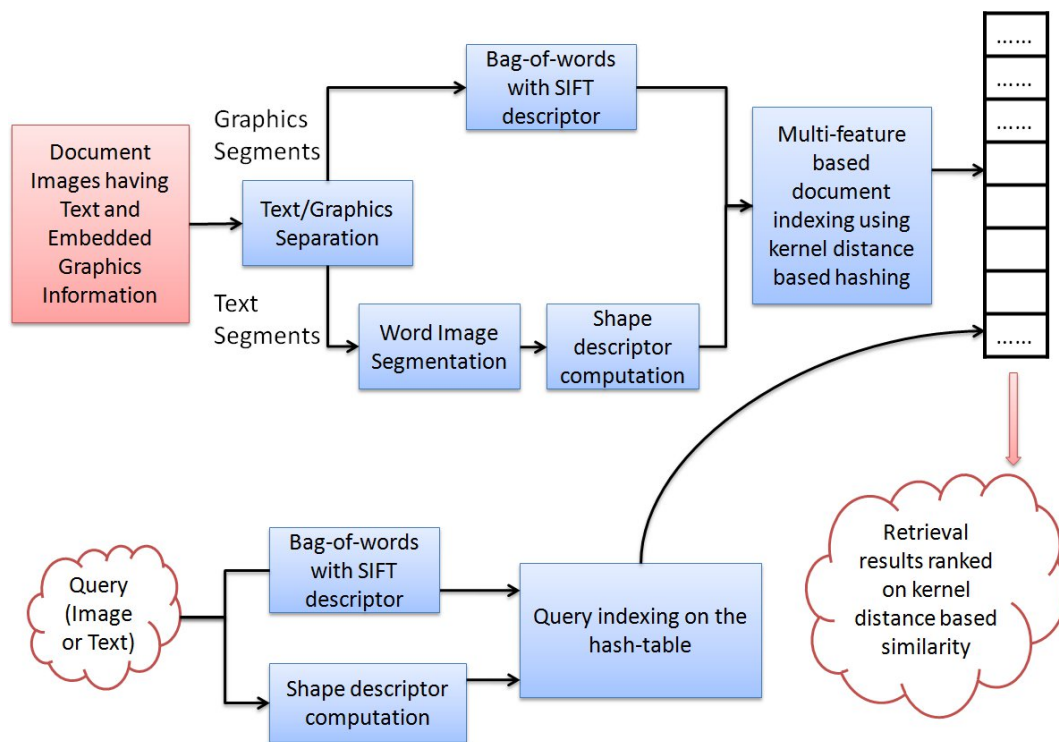 Document
Images having
Text and
Embedded
Graphics
Information
Graphics
Segments
Text/Graphics
Separation
Text
Segments
Bag-of-words
with SIFT
descriptor
Word Image
Segmentation
Shape
descriptor
computation
Multi-feature
based
document
indexing using
kernel distance
based hashing
......
......
......
......
Query
(Image
or Text)
Bag-of-words
with SIFT
descriptor
Shape descriptor
computation
Query indexing on the
hash-table
Retrieval
results ranked
on kernel
distance based
similarity